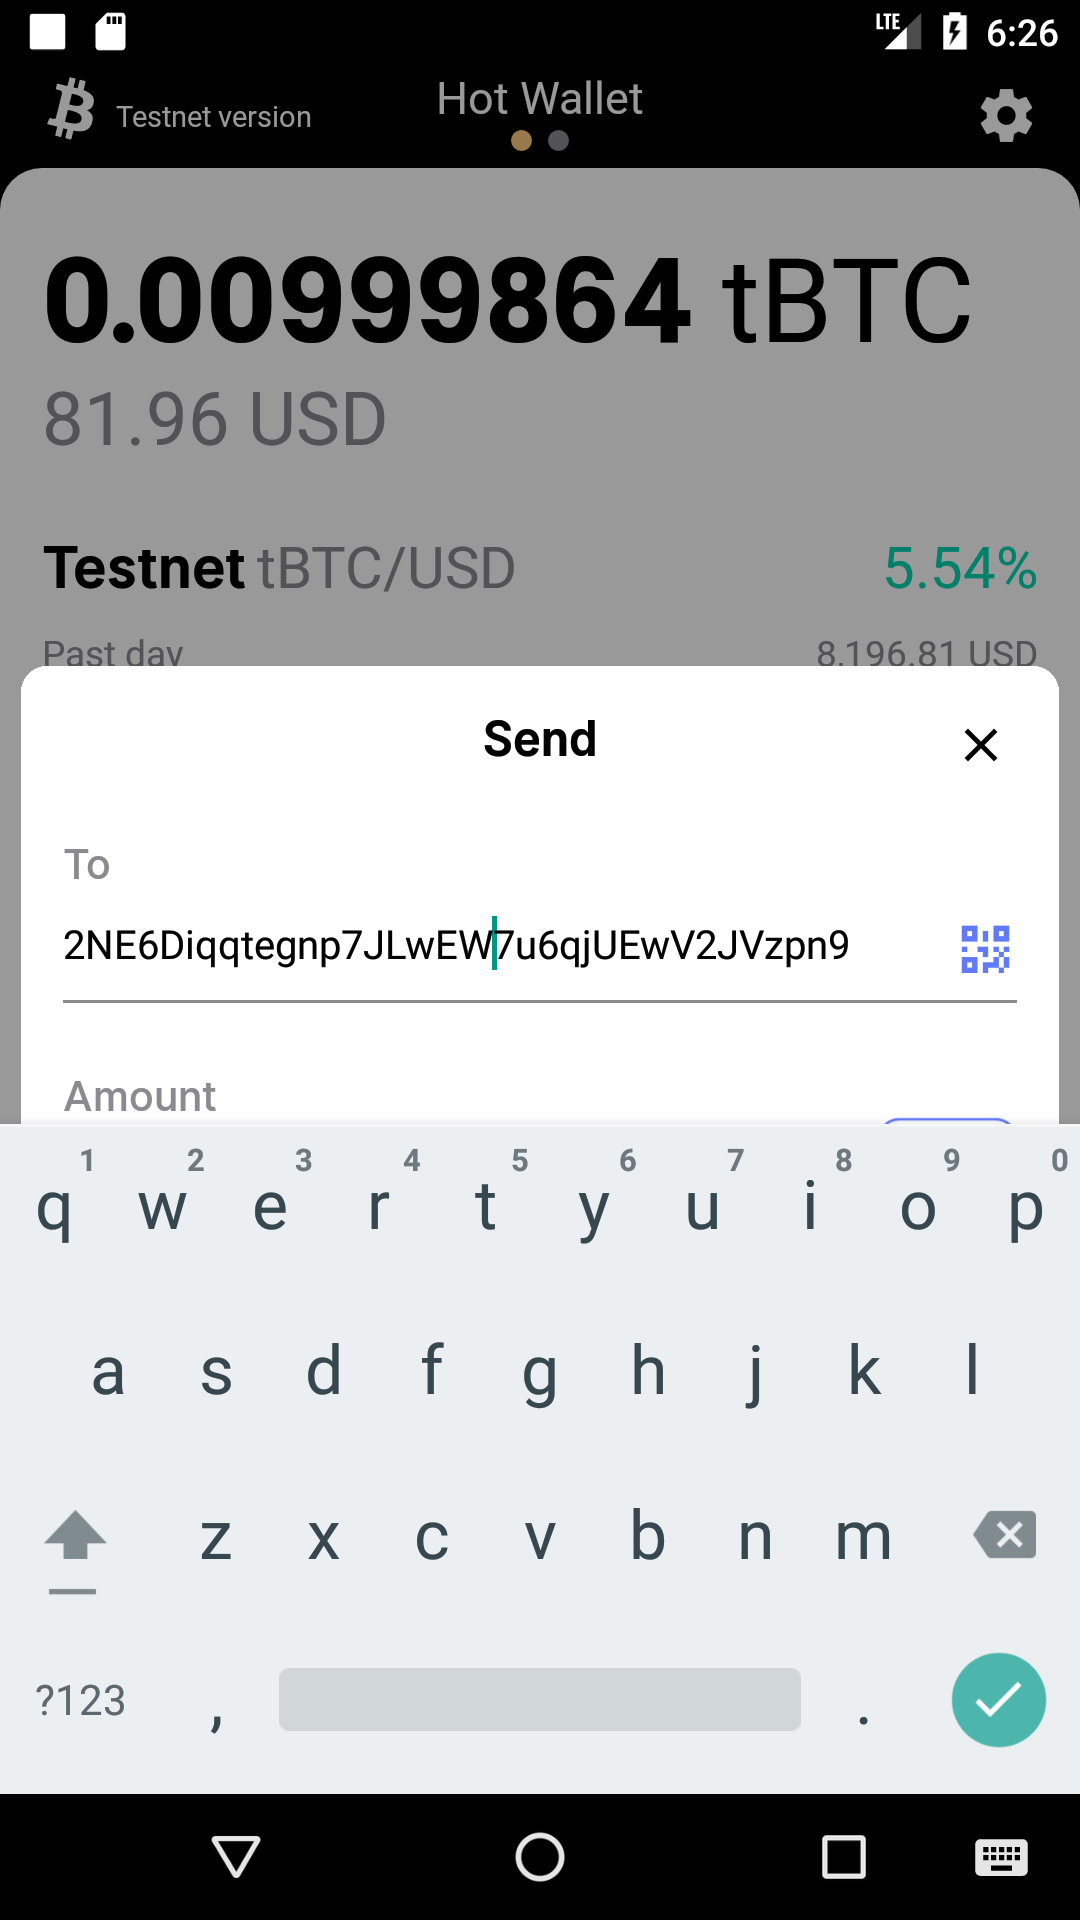 LTE 6:26
Testnet version Hot Wallet
0.00999864 tBTC
81.96 USD
Testnet tBTC/USD 5.54%
Past day 8,196.81 USD
Send
To
2NE6Diqqtegnp7JLwEW7u6qjUEwV2JVzpn9
Amount
1 2 3 4 5 6 7 8 9 0
q w e r t y u i o p
a s d f g h j k l
z x c v b n m
?123 , .